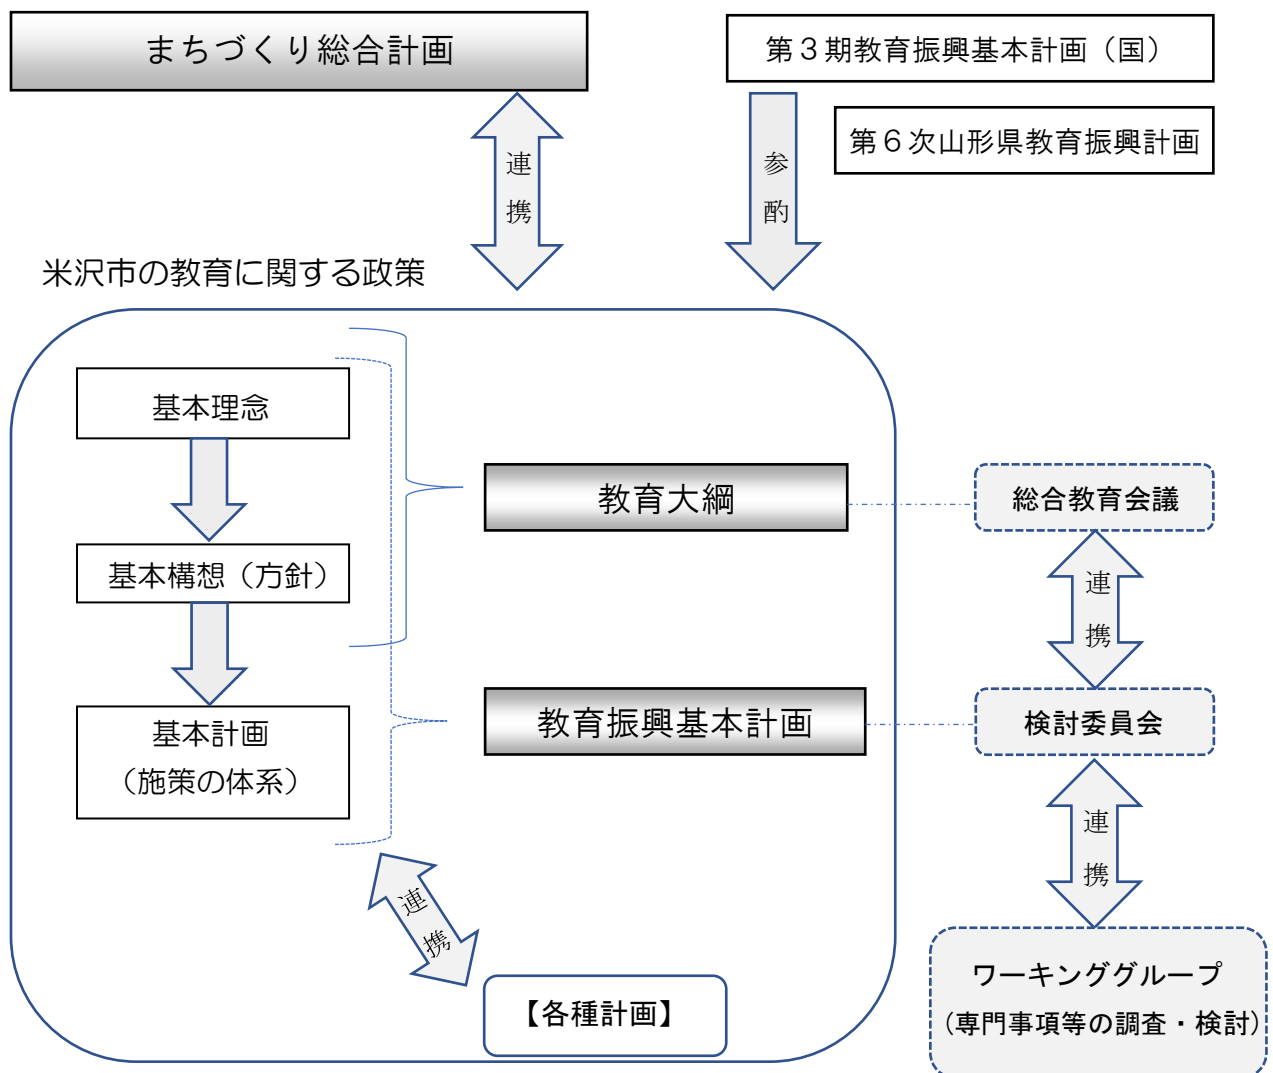 まちづくり総合計画
第３期教育振興基本計画（国）
第６次山形県教育振興計画
連携
参酌
米沢市の教育に関する政策
基本理念
教育大綱
総合教育会議
基本構想（方針）
連携
基本計画
（施策の体系）
教育振興基本計画
検討委員会
連携
連携
【各種計画】
ワーキンググループ
（専門事項等の調査・検討）